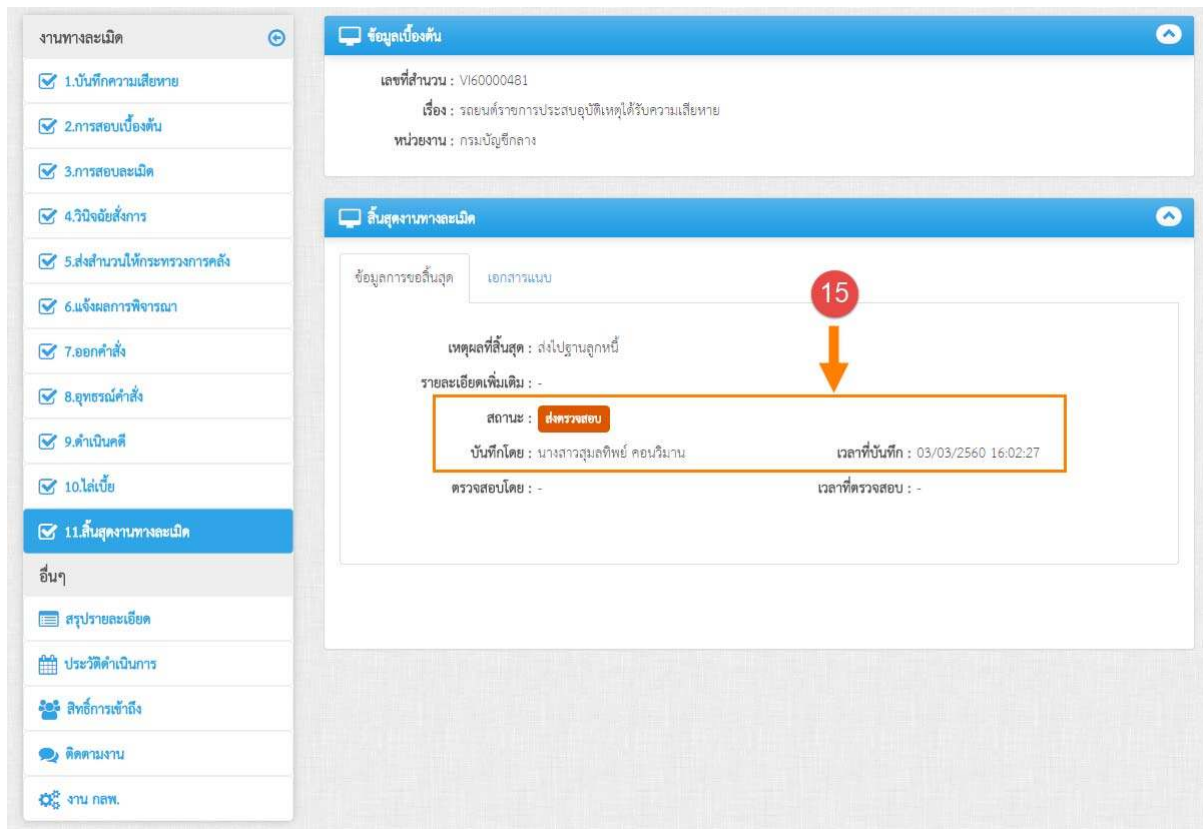 งานทางละเมิด
1.บันทึกความเสียหาย
2.การสอบเบื้องต้น
3.การสอบละเมิด
4.วินิจฉัยสั่งการ
5.ส่งสำนวนให้กระทรวงการคลัง
6.แจ้งผลการพิจารณา
7.ออกคำสั่ง
8.อุทธรณ์คำสั่ง
9.ดำเนินคดี
10.ไล่เบี้ย
11.สิ้นสุดงานทางละเมิด
อื่นๆ
สรุปรายละเอียด
ประวัติดำเนินการ
สิทธิ์การเข้าถึง
ติดตามงาน
งาน กลพ.
ข้อมูลเบื้องต้น
เลขที่สำนวน : VI60000481
เรื่อง : รถยนต์ราชการประสบอุบัติเหตุได้รับความเสียหาย
หน่วยงาน : กรมบัญชีกลาง
สิ้นสุดงานทางละเมิด
ข้อมูลการขอสิ้นสุด เอกสารแนบ
15
เหตุผลที่สิ้นสุด : ส่งไปฐานลูกหนี้
รายละเอียดเพิ่มเติม : -
สถานะ : ส่งตรวจสอบ
บันทึกโดย : นางสาวสุมลทิพย์ คอนวิมาน เวลาที่บันทึก : 03/03/2560 16:02:27
ตรวจสอบโดย : - เวลาที่ตรวจสอบ : -